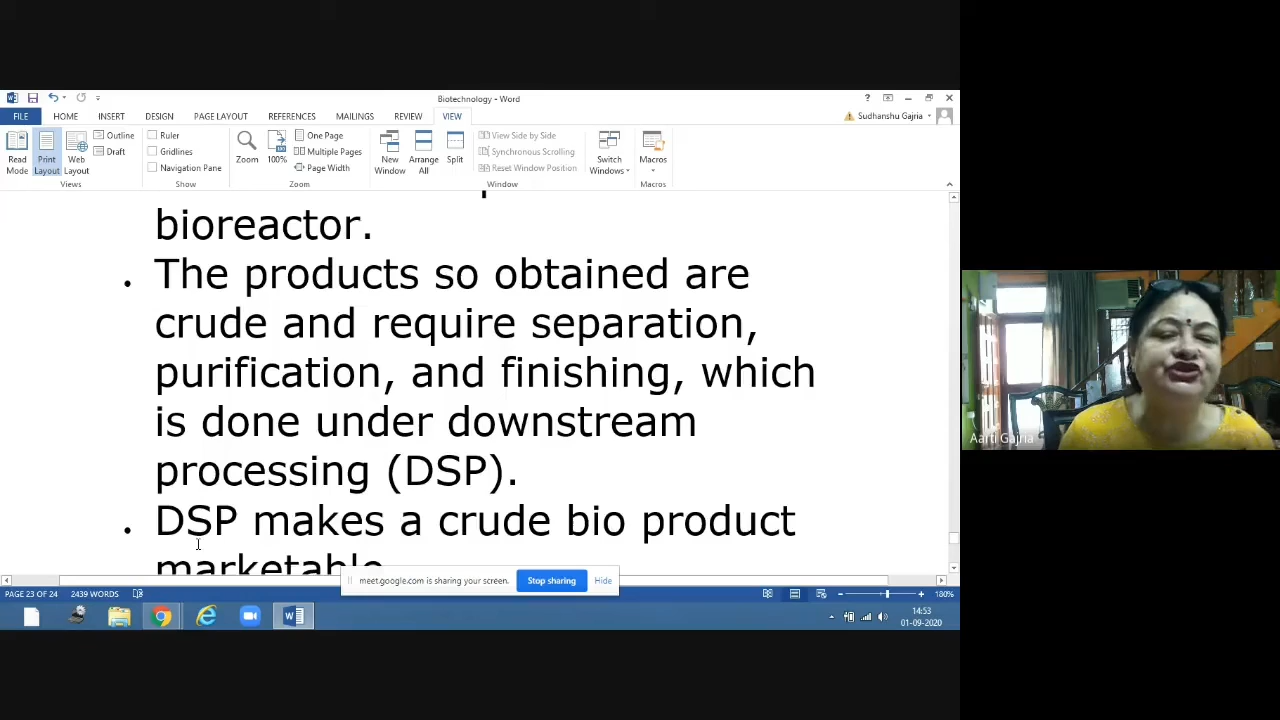 Biotechnology - Word
Sudhanshu Gajria
FILE HOME INSERT DESIGN PAGE LAYOUT REFERENCES MAILINGS REVIEW VIEW
Read Mode
Print Layout
Web Layout
Outline
Draft
Views
Ruler
Gridlines
Navigation Pane
Show
Zoom
100%
One Page
Multiple Pages
Page Width
Zoom
New Window
Arrange All
Split
View Side by Side
Synchronous Scrolling
Reset Window Position
Window
Switch Windows
Macros
Macros
bioreactor.
• The products so obtained are
crude and require separation,
purification, and finishing, which
is done under downstream
processing (DSP).
• DSP makes a crude bio product
marketable
meet.google.com is sharing your screen. Stop sharing Hide
PAGE 23 OF 24 2439 WORDS 180%
14:53
01-09-2020
Aarti Gajria